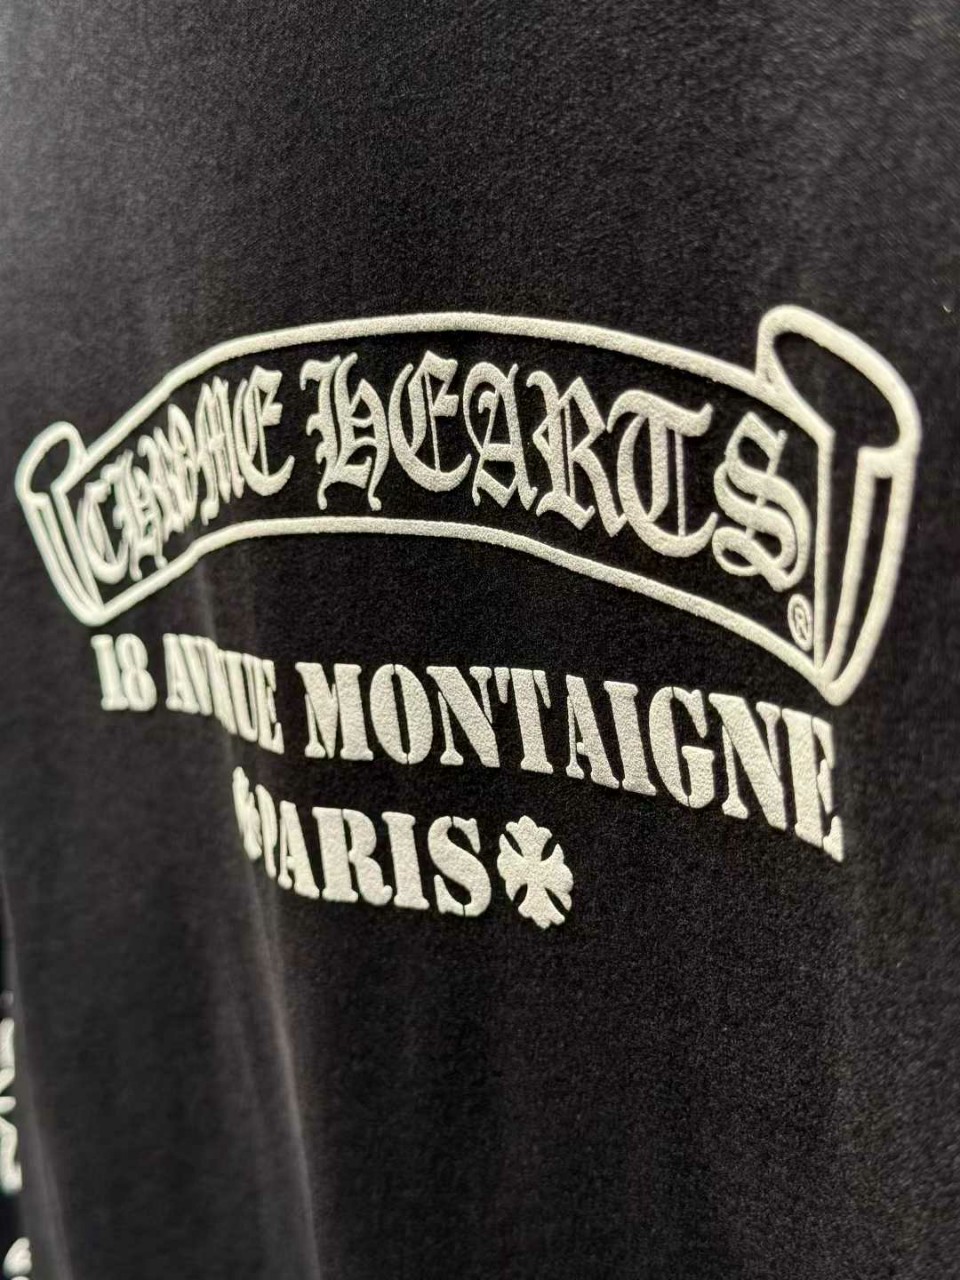 CHROME HEARTS
®
18 AVENUE MONTAIGNE
PARIS